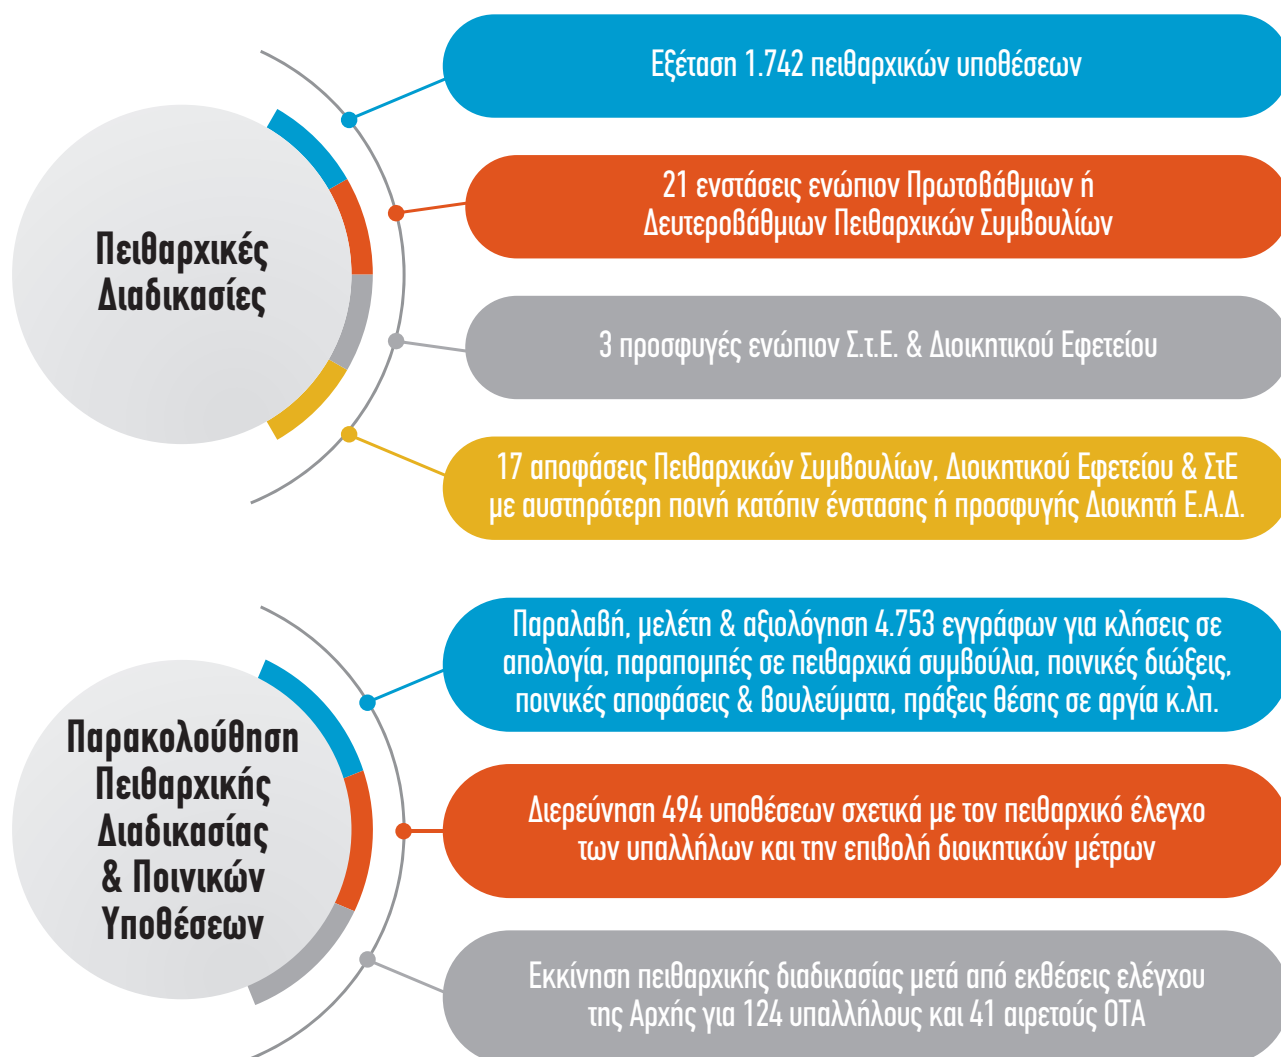 Πειθαρχικές
Διαδικασίες
Εξέταση 1.742 πειθαρχικών υποθέσεων
21 ενστάσεις ενώπιον Πρωτοβάθμιων ή
Δευτεροβάθμιων Πειθαρχικών Συμβουλίων
3 προσφυγές ενώπιον Σ.τ.Ε. & Διοικητικού Εφετείου
17 αποφάσεις Πειθαρχικών Συμβουλίων, Διοικητικού Εφετείου & ΣτΕ
με αυστηρότερη ποινή κατόπιν ένστασης ή προσφυγής Διοικητή Ε.Α.Δ.
Παρακολούθηση
Πειθαρχικής
Διαδικασίας
& Ποινικών
Υποθέσεων
Παραλαβή, μελέτη & αξιολόγηση 4.753 εγγράφων για κλήσεις σε
απολογία, παραπομπές σε πειθαρχικά συμβούλια, ποινικές διώξεις,
ποινικές αποφάσεις & βουλεύματα, πράξεις θέσης σε αργία κ.λπ.
Διερεύνηση 494 υποθέσεων σχετικά με τον πειθαρχικό έλεγχο
των υπαλλήλων και την επιβολή διοικητικών μέτρων
Εκκίνηση πειθαρχικής διαδικασίας μετά από εκθέσεις ελέγχου
της Αρχής για 124 υπαλλήλους και 41 αιρετούς ΟΤΑ